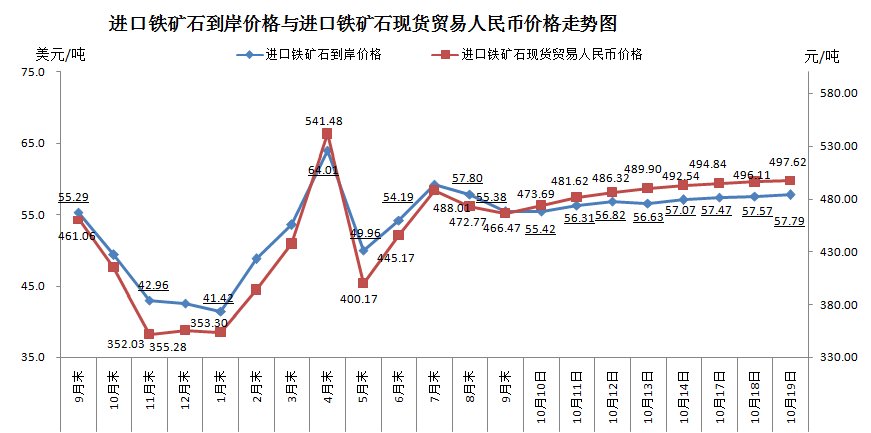 进口铁矿石到岸价格与进口铁矿石现货贸易人民币价格走势图
美元/吨
元/吨
进口铁矿石到岸价格
进口铁矿石现货贸易人民币价格
75.0
65.0
55.0
45.0
35.0
580.00
530.00
480.00
430.00
380.00
330.00
55.29
42.96
41.42
64.01
49.96
54.19
57.80
55.38
55.42
56.31
56.82
56.63
57.07
57.47
57.57
57.79
461.06
352.03
355.28
353.30
541.48
400.17
445.17
488.01
472.77
466.47
473.69
481.62
486.32
489.90
492.54
494.84
496.11
497.62
9月末
10月末
11月末
12月末
1月末
2月末
3月末
4月末
5月末
6月末
7月末
8月末
9月末
10月10日
10月11日
10月12日
10月13日
10月14日
10月17日
10月18日
10月19日